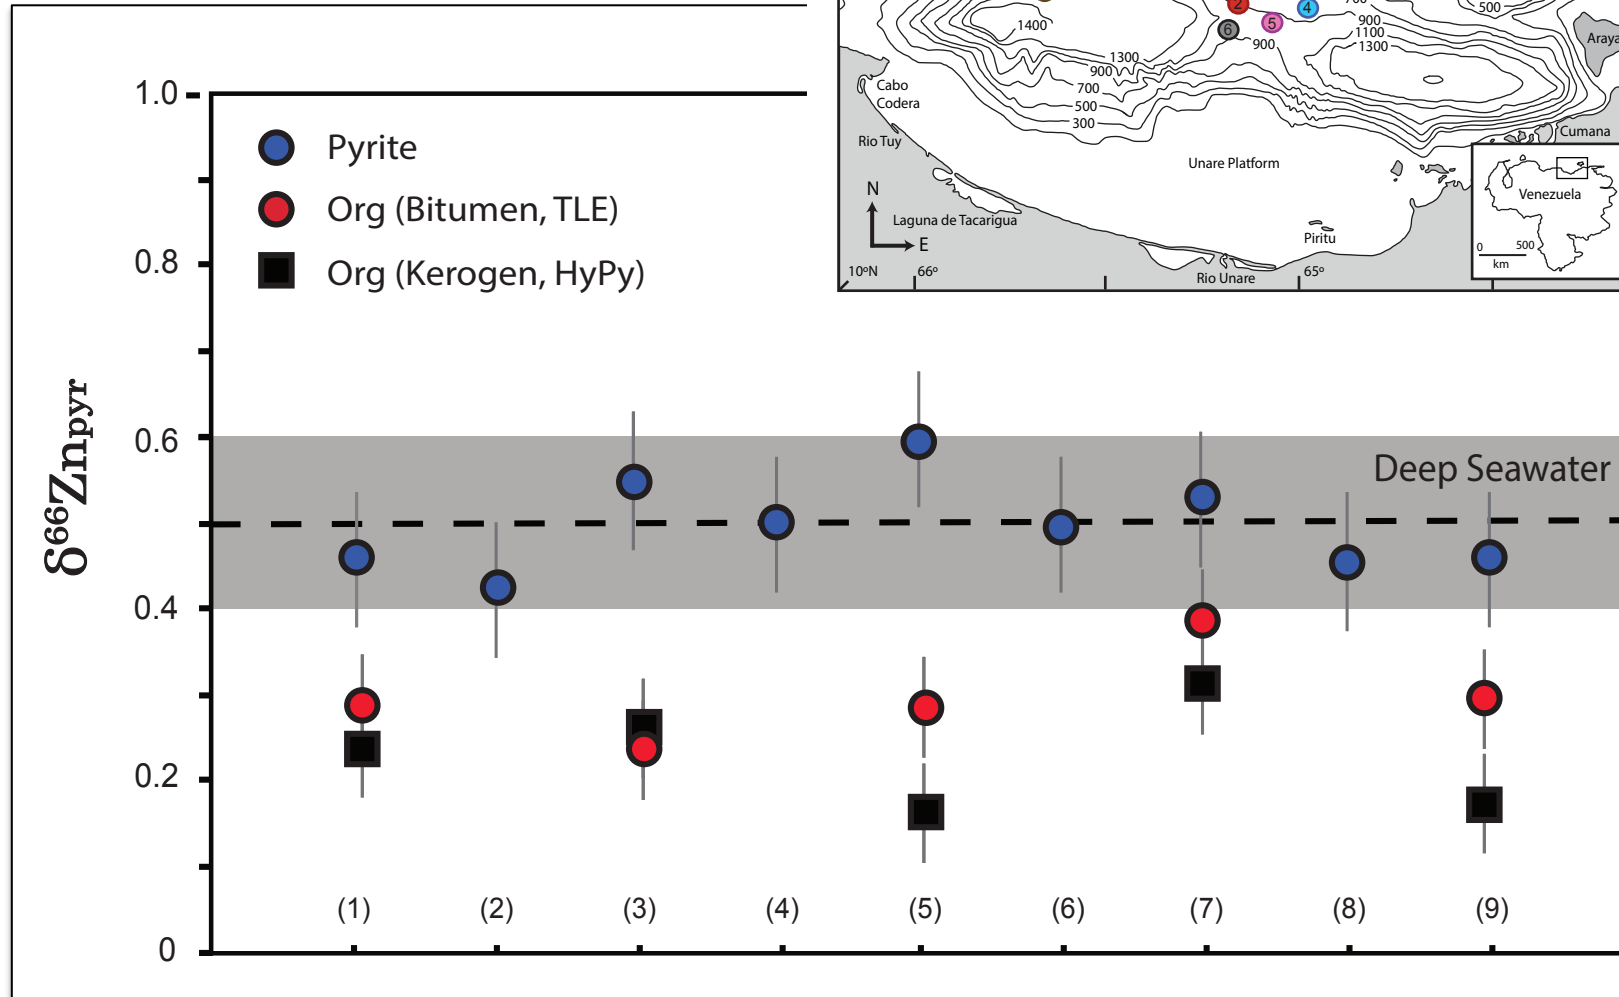 2
4
5
6
700
500
900
1100
1300
900
1400
1300
900
700
500
300
Araya
Cabo
Codera
Rio Tuy
Cumana
Unare Platform
Venezuela
0
500
km
N
E
Laguna de Tacarigua
Piritu
Rio Unare
10ºN
66º
65º
1.0
0.8
0.6
0.4
0.2
0
δ⁶⁶Znpyr
Pyrite
Org (Bitumen, TLE)
Org (Kerogen, HyPy)
Deep Seawater
(1)
(2)
(3)
(4)
(5)
(6)
(7)
(8)
(9)